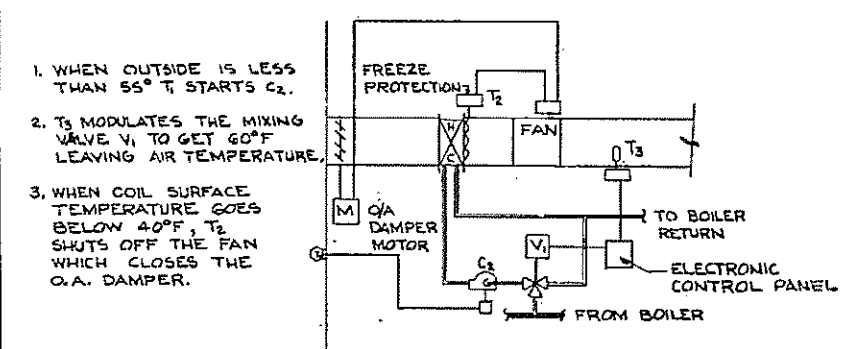 1. WHEN OUTSIDE IS LESS
THAN 55° T1 STARTS C2.
2. T3 MODULATES THE MIXING
VALVE V1 TO GET 60°F
LEAVING AIR TEMPERATURE.
3. WHEN COIL SURFACE
TEMPERATURE GOES
BELOW 40°F, T2
SHUTS OFF THE FAN
WHICH CLOSES THE
O.A. DAMPER.
FREEZE
PROTECTION
T2
H
C
FAN
T3
M
O/A
DAMPER
MOTOR
TO BOILER
RETURN
V1
C2
ELECTRONIC
CONTROL PANEL
FROM BOILER